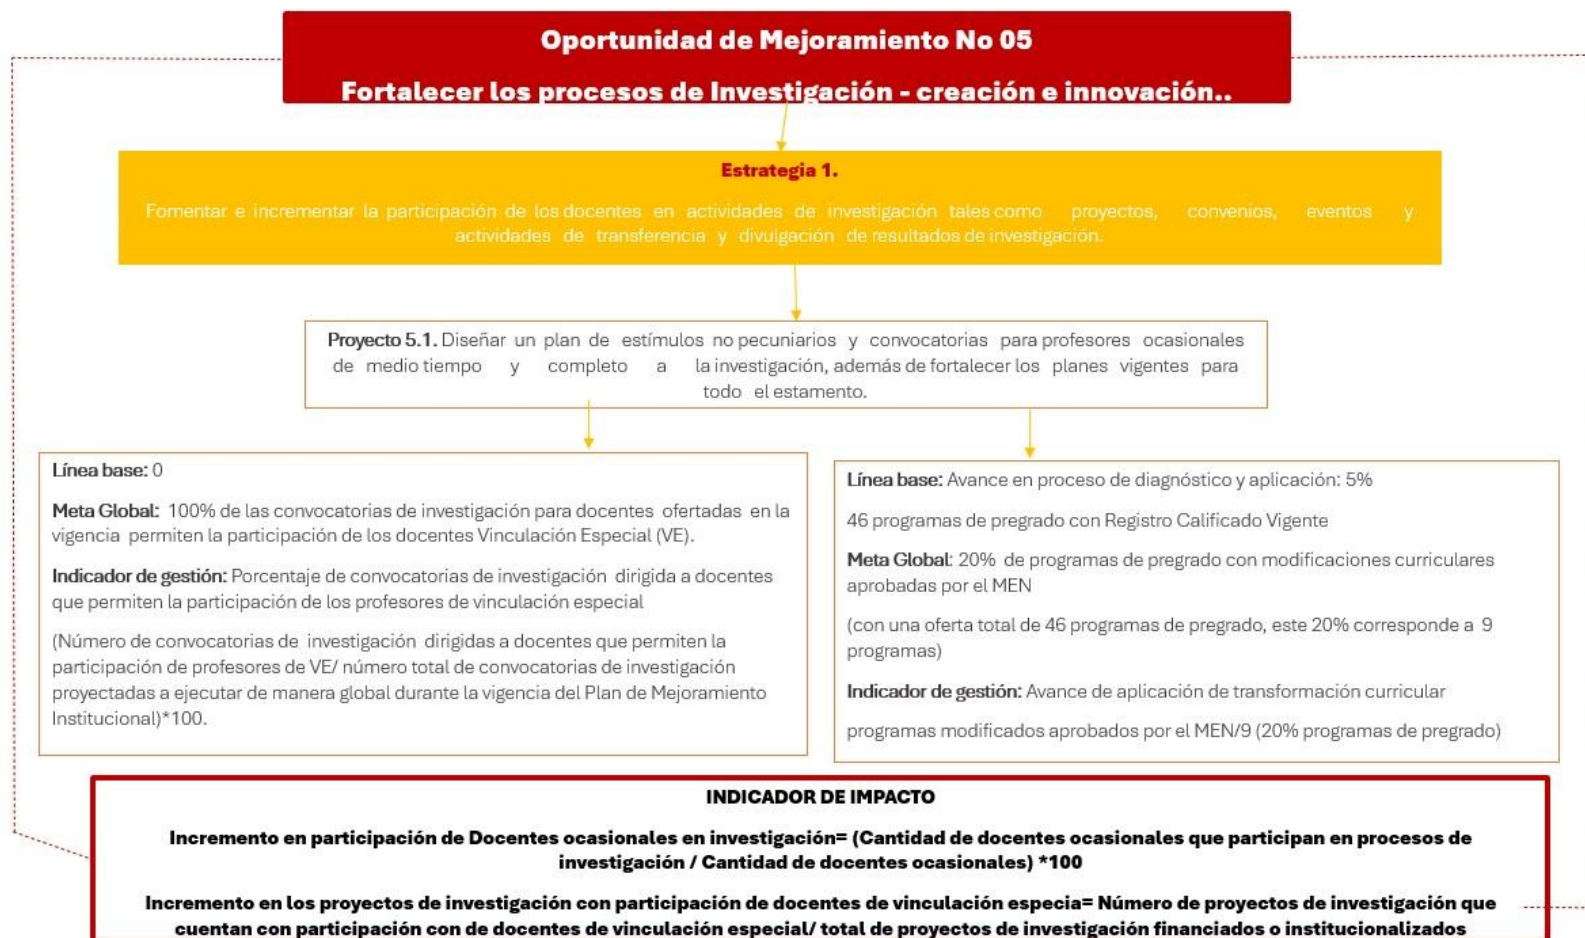 Oportunidad de Mejoramiento No 05
Fortalecer los procesos de Investigación - creación e innovación..
Estrategia 1.
Fomentar e incrementar la participación de los docentes en actividades de investigación tales como proyectos, convenios, eventos y
actividades de transferencia y divulgación de resultados de investigación.
Proyecto 5.1. Diseñar un plan de estímulos no pecuniarios y convocatorias para profesores ocasionales
de medio tiempo y completo a la investigación, además de fortalecer los planes vigentes para
todo el estamento.
Línea base: 0
Meta Global: 100% de las convocatorias de investigación para docentes ofertadas en la
vigencia permiten la participación de los docentes Vinculación Especial (VE).
Indicador de gestión: Porcentaje de convocatorias de investigación dirigida a docentes
que permiten la participación de los profesores de vinculación especial
(Número de convocatorias de investigación dirigidas a docentes que permiten la
participación de profesores de VE/ número total de convocatorias de investigación
proyectadas a ejecutar de manera global durante la vigencia del Plan de Mejoramiento
Institucional)*100.
Línea base: Avance en proceso de diagnóstico y aplicación: 5%
46 programas de pregrado con Registro Calificado Vigente
Meta Global: 20% de programas de pregrado con modificaciones curriculares
aprobadas por el MEN
(con una oferta total de 46 programas de pregrado, este 20% corresponde a 9
programas)
Indicador de gestión: Avance de aplicación de transformación curricular
programas modificados aprobados por el MEN/9 (20% programas de pregrado)
INDICADOR DE IMPACTO
Incremento en participación de Docentes ocasionales en investigación= (Cantidad de docentes ocasionales que participan en procesos de
investigación / Cantidad de docentes ocasionales) *100
Incremento en los proyectos de investigación con participación de docentes de vinculación especia= Número de proyectos de investigación que
cuentan con participación con de docentes de vinculación especial/ total de proyectos de investigación financiados o institucionalizados